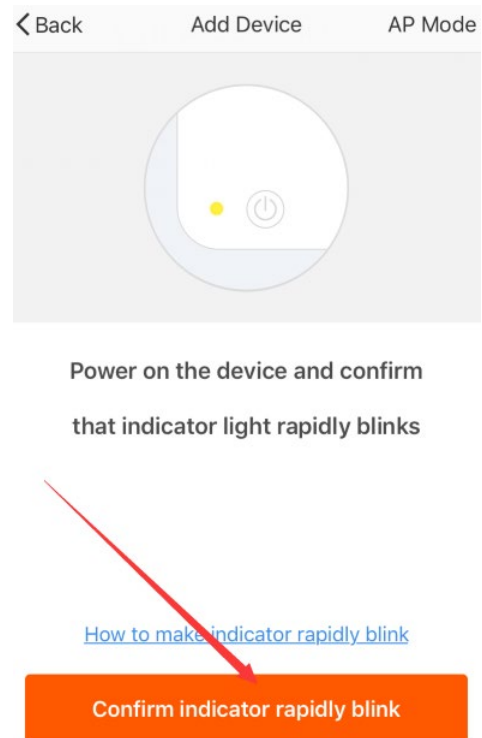 Back Add Device AP Mode
Power on the device and confirm
that indicator light rapidly blinks
How to make indicator rapidly blink
Confirm indicator rapidly blink